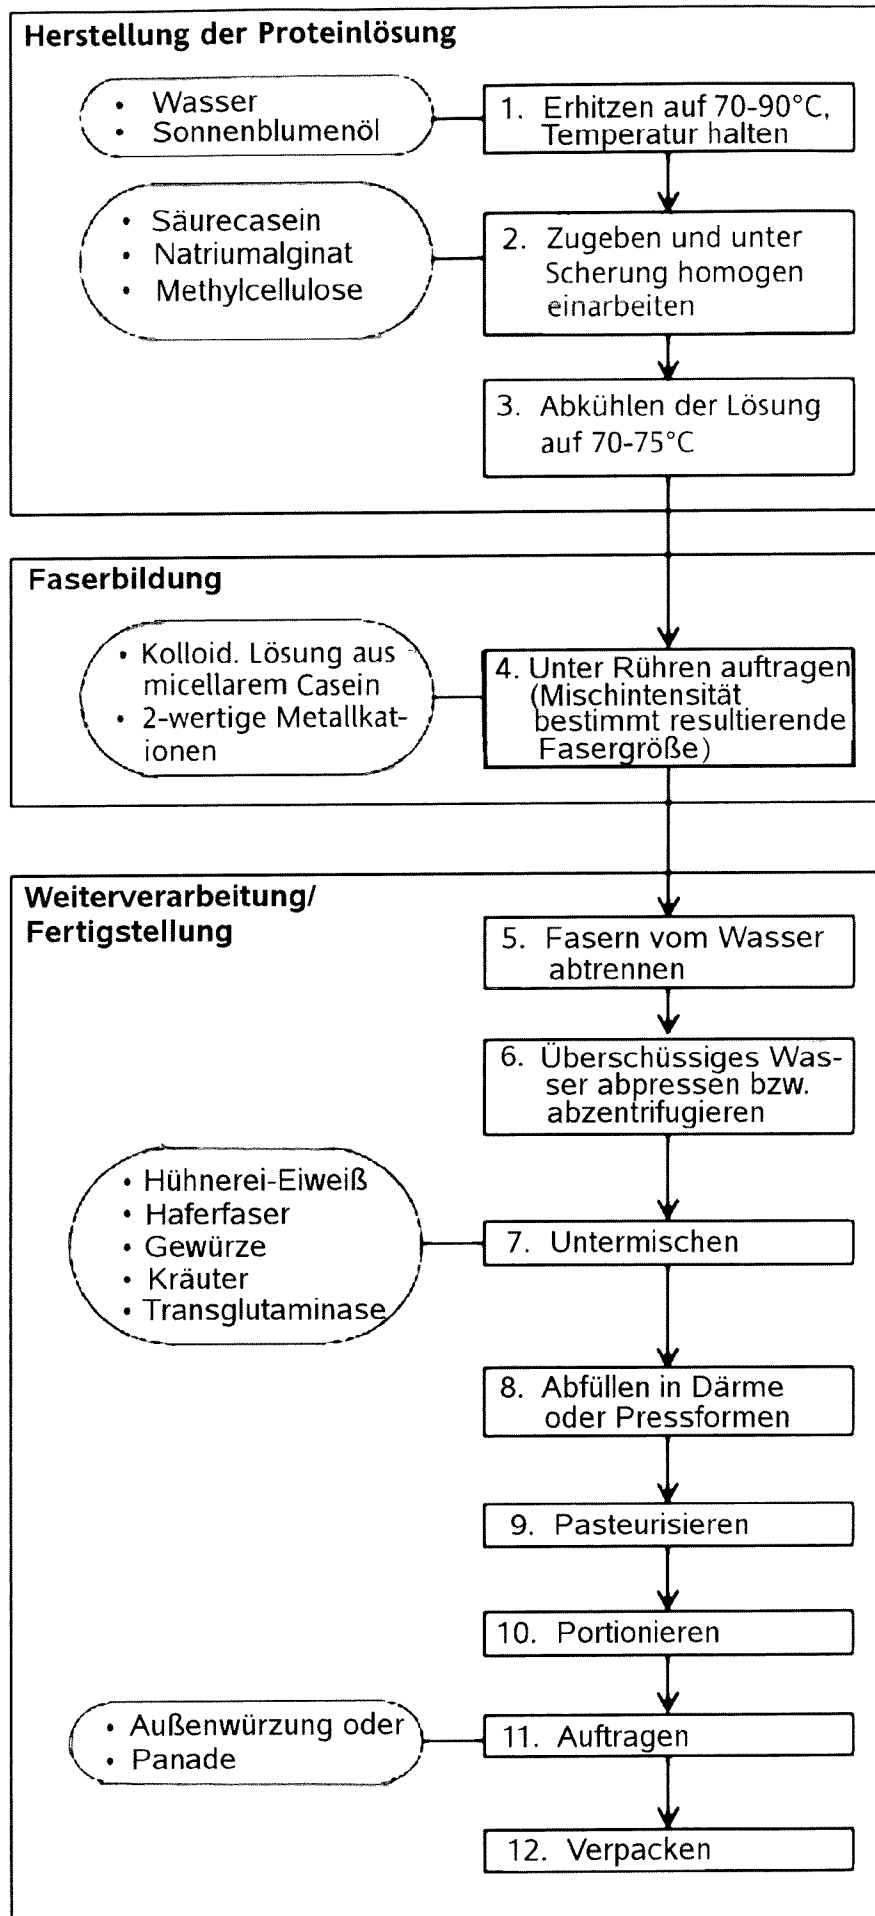 Herstellung der Proteinlösung
• Wasser
• Sonnenblumenöl
1. Erhitzen auf 70-90°C,
Temperatur halten
• Säurecasein
• Natriumalginat
• Methylcellulose
2. Zugeben und unter
Scherung homogen
einarbeiten
3. Abkühlen der Lösung
auf 70-75°C
Faserbildung
• Kolloid. Lösung aus
micellarem Casein
• 2-wertige Metallkat-
ionen
4. Unter Rühren auftragen
(Mischintensität
bestimmt resultierende
Fasergröße)
Weiterverarbeitung/
Fertigstellung
5. Fasern vom Wasser
abtrennen
6. Überschüssiges Was-
ser abpressen bzw.
abzentrifugieren
• Hühnerei-Eiweiß
• Haferfaser
• Gewürze
• Kräuter
• Transglutaminase
7. Untermischen
8. Abfüllen in Därme
oder Pressformen
9. Pasteurisieren
10. Portionieren
• Außenwürzung oder
• Panade
11. Auftragen
12. Verpacken